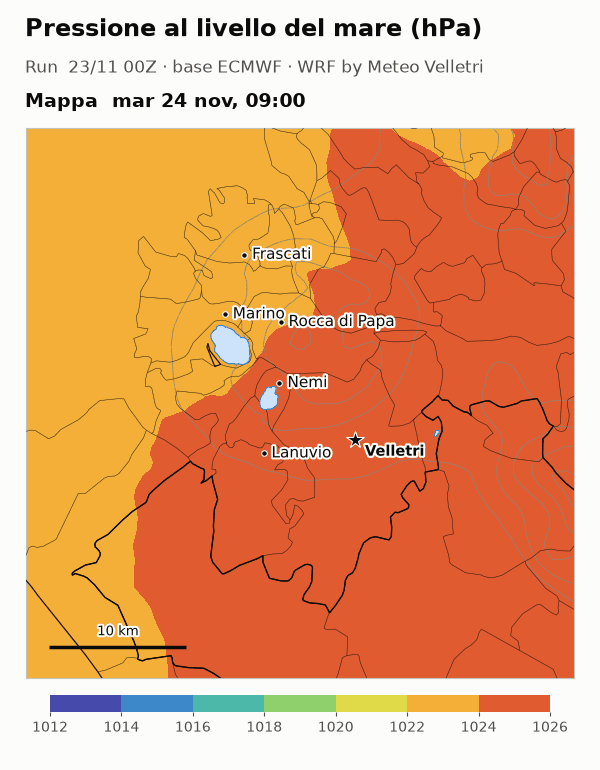 Pressione al livello del mare (hPa)
Run  23/11 00Z · base ECMWF · WRF by Meteo Velletri
Mappa  mar 24 nov, 09:00
Frascati
Marino
Rocca di Papa
Nemi
Velletri
Lanuvio
10 km
1012 1014 1016 1018 1020 1022 1024 1026